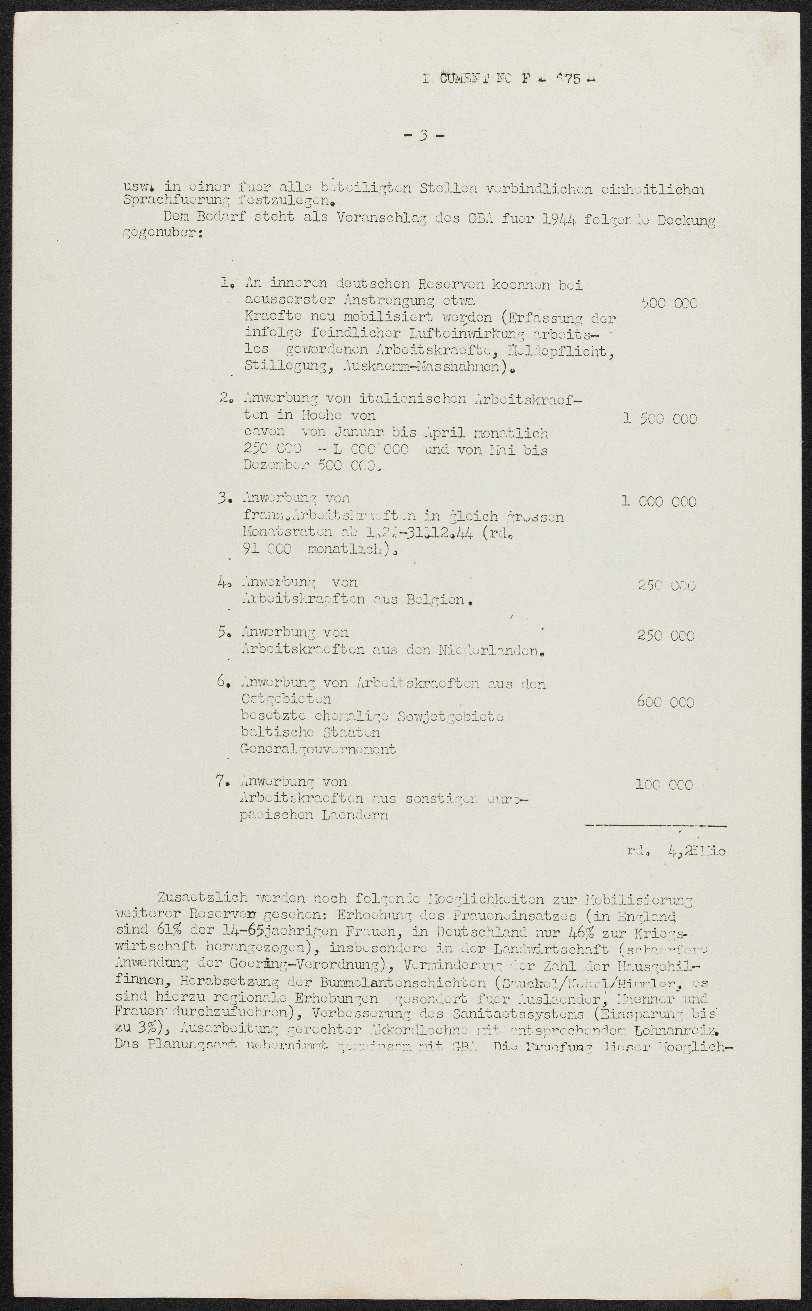 CUMENT NO F - 675 -
- 3 -
usw. in einer fuer alle beteiligten Stellen verbindlichen einheitlichen
Sprachfuerung festzulegen.
Dem Bedarf steht als Voranschlag des GBA fuer 1944 folgende Deckung
gegenuber:
1. An inneren deutschen Reserven koennen bei
aeusserster Anstrengung etwa 500 000
Kraefte neu mobilisiert werden (Erfassung der
infolge feindlicher Lufteinwirkung arbeits-
los gewordenen Arbeitskraefte, Meldepflicht,
Stillegung, Auskaemm-Massnahmen).
2. Anwerbung von italienischen Arbeitskraef-
ten in Hoehe von 1 500 000
davon von Januar bis April monatlich
250 000 - L 000 000 und von Mai bis
Dezember 500 000.
3. Anwerbung von 1 000 000
franz.Arbeitskraeften in gleich grossen
Monatsraten ab 1.2.-31.12.44 (rd.
91 000 monatlich).
4. Anwerbung von 250 000
Arbeitskraeften aus Belgien.
5. Anwerbung von 250 000
Arbeitskraeften aus den Niederlanden.
6. Anwerbung von Arbeitskraeften aus den
Ostgebieten 600 000
besetzte ehemalige Sowjetgebiete
baltische Staaten
Generalgouvernement
7. Anwerbung von 100 000
Arbeitskraeften aus sonstigen euro-
paeischen Laendern
rd. 4,2 Mio
Zusaetzlich werden noch folgende Moeglichkeiten zur Mobilisierung
weiterer Reserven gesehen: Erhoehung des Fraueneinsatzes (in England
sind 61% der 14-65jaehrigen Frauen, in Deutschland nur 46% zur Kriegs-
wirtschaft herangezogen), insbesondere in der Landwirtschaft (schaerfere
Anwendung der Goering-Verordnung), Verminderung der Zahl der Hausgehil-
finnen, Herabsetzung der Bummelantenschichten (Sauckel/Kehrl/Himmler, es
sind hierzu regionale Erhebungen gesondert fuer Auslaender, Maenner und
Frauen durchzufuehren), Verbesserung des Sanitaetssystems (Einsparung bis
zu 3%), Ausarbeitung gerechter Akkordloehne mit entsprechendem Lohnanreiz.
Das Planungsamt uebernimmt gemeinsam mit GBA Die Pruefung dieser Moeglich-